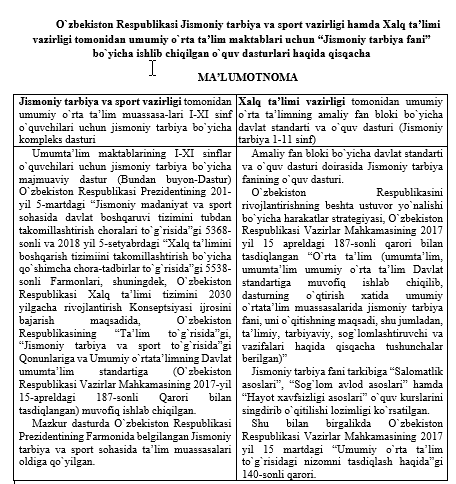 O`zbekiston Respublikasi Jismoniy tarbiya va sport vazirligi hamda Xalq ta’limi
vazirligi tomonidan umumiy o`rta ta’lim maktablari uchun “Jismoniy tarbiya fani”
bo`yicha ishlib chiqilgan o`quv dasturlari haqida qisqacha
MA’LUMOTNOMA
Jismoniy tarbiya va sport vazirligi tomonidan
umumiy o`rta ta’lim muassasa-lari I-XI sinf
o`quvchilari uchun jismoniy tarbiya bo`yicha
kompleks dasturi
Xalq ta’limi vazirligi tomonidan umumiy
o`rta ta’limning amaliy fan bloki bo`yicha
davlat standarti va o`quv dasturi (Jismoniy
tarbiya 1-11 sinf)
Umumta’lim maktablarining I-XI sinflar
o`quvchilari uchun jismoniy tarbiya bo`yicha
majmuaviy dastur (Bundan buyon-Dastur)
O`zbekiston Respublikasi Prezidentining 201-
yil 5-martdagi “Jismoniy madaniyat va sport
sohasida davlat boshqaruvi tizimini tubdan
takomillashtirish choralari to`g`risida”gi 5368-
sonli va 2018 yil 5-setyabrdagi “Xalq ta’limini
boshqarish tizimiini takomillashtirish bo`yicha
qo`shimcha chora-tadbirlar to`g`risida”gi 5538-
sonli Farmonlari, shuningdek, O`zbekiston
Respublikasi Xalq ta’limi tizimini 2030
yilgacha rivojlantirish Konseptsiyasi ijrosini
bajarish maqsadida, O`zbekiston
Respublikasining “Ta’lim to`g`risida”gi,
“Jismoniy tarbiya va sport to`g`risida”gi
Qonunlariga va Umumiy o`rtata’limning Davlat
umumta’lim standartiga (O`zbekiston
Respublikasi Vazirlar Mahkamasining 2017-yil
15-apreldagi 187-sonli Qarori bilan
tasdiqlangan) muvofiq ishlab chiqilgan.
Mazkur dasturda O`zbekiston Respublikasi
Prezidentining Farmonida belgilangan Jismoniy
tarbiya va sport sohasida ta’lim muassasalari
oldiga qo`yilgan.
Amaliy fan bloki bo`yicha davlat standarti
va o`quv dasturi doirasida Jismoniy tarbiya
fanining o`quv dasturi.
O`zbekiston Respublikasini
rivojlantirishning beshta ustuvor yo`nalishi
bo`yicha harakatlar strategiyasi, O`zbekiston
Respublikasi Vazirlar Mahkamasining 2017
yil 15 apreldagi 187-sonli qarori bilan
tasdiqlangan “O`rta ta’lim (umumta’lim,
umumta’lim umumiy o`rta ta’lim Davlat
standartiga muvofiq ishlab chiqilib,
dasturning o`qtirish xatida umumiy
o`rtata’lim muassasalarida jismoniy tarbiya
fani, uni o`qitishning maqsadi, shu jumladan,
ta’limiy, tarbiyaviy, sog`lomlashtiruvchi va
vazifalari haqida qisqacha tushunchalar
berilgan)”
Jismoniy tarbiya fani tarkibiga “Salomatlik
asoslari”, “Sog`lom avlod asoslari” hamda
“Hayot xavfsizligi asoslari” o`quv kurslarini
singdirib o`qitilishi lozimligi ko`rsatilgan.
Shu bilan birgalikda O`zbekiston
Respublikasi Vazirlar Mahkamasining 2017
yil 15 martdagi “Umumiy o`rta ta’lim
to`g`risidagi nizomni tasdiqlash haqida”gi
140-sonli qarori.